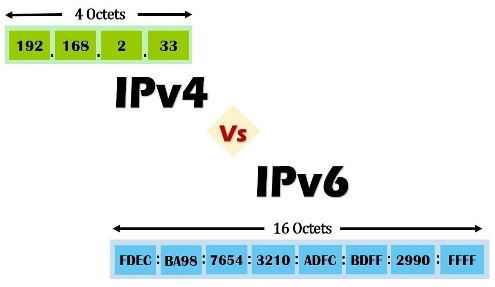 4 Octets
192.168.2.33
IPv4
Vs
IPv6
16 Octets
FDEC:BA98:7654:3210:ADFC:BDFF:2990:FFFF